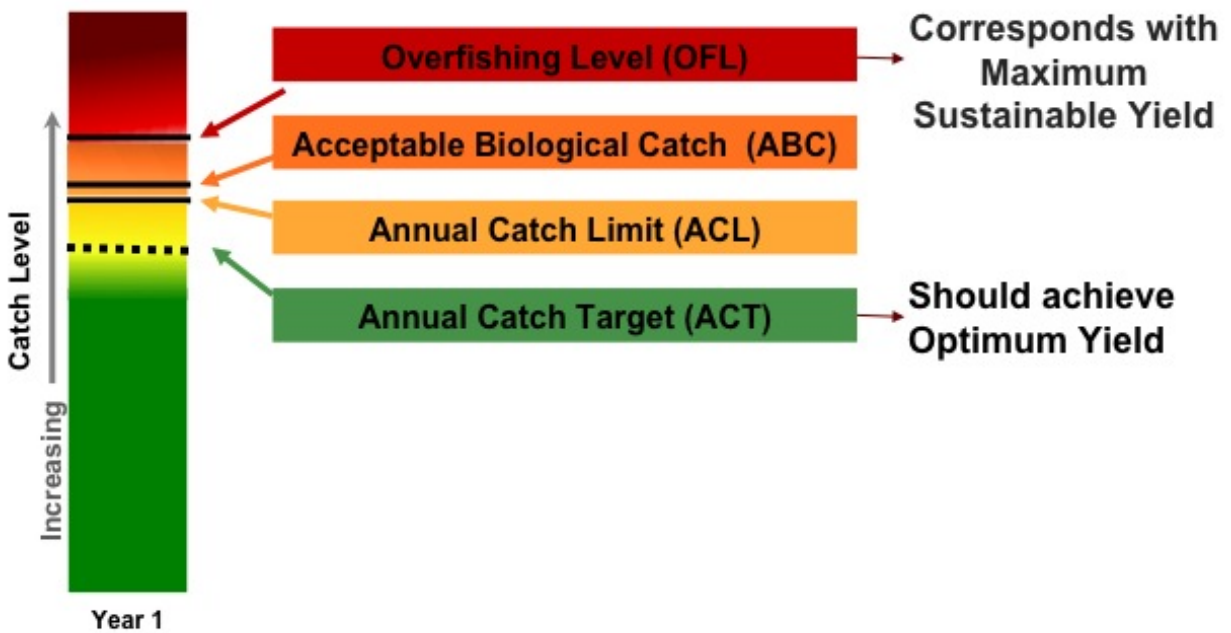 Overfishing Level (OFL)
Corresponds with
Maximum
Sustainable Yield
Acceptable Biological Catch  (ABC)
Annual Catch Limit (ACL)
Annual Catch Target (ACT)
Should achieve
Optimum Yield
Catch Level
Increasing
Year 1